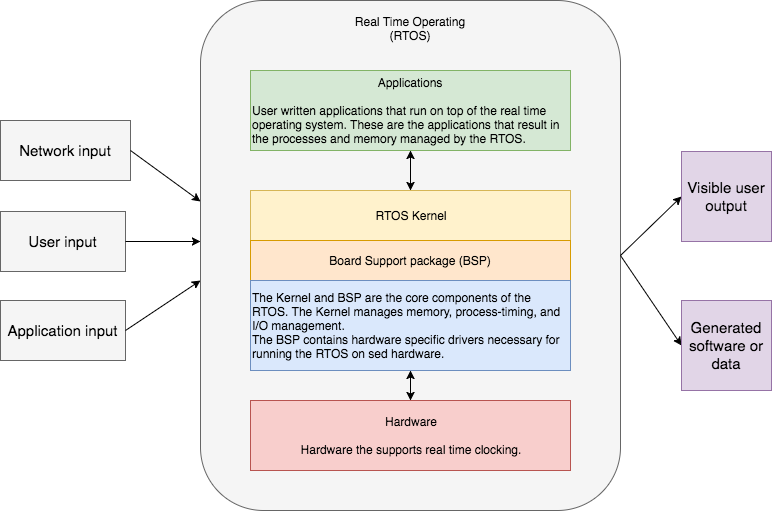 Real Time Operating
(RTOS)
Applications
User written applications that run on top of the real time
operating system. These are the applications that result in
the processes and memory managed by the RTOS.
Network input
User input
Application input
RTOS Kernel
Board Support package (BSP)
The Kernel and BSP are the core components of the
RTOS. The Kernel manages memory, process-timing, and
I/O management.
The BSP contains hardware specific drivers necessary for
running the RTOS on sed hardware.
Hardware
Hardware the supports real time clocking.
Visible user
output
Generated
software or
data